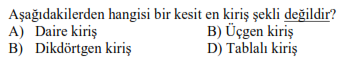 Aşağıdakilerden hangisi bir kesit en kiriş şekli değildir?
A) Daire kiriş B) Üçgen kiriş
B) Dikdörtgen kiriş D) Tablalı kiriş